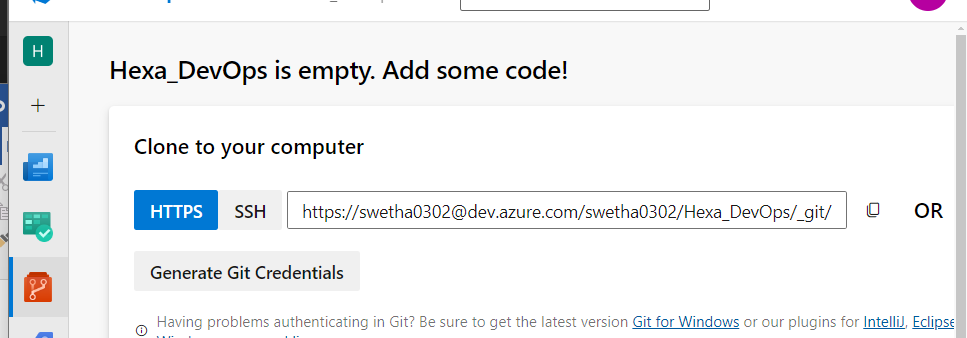 H
Hexa_DevOps is empty. Add some code!
Clone to your computer
HTTPS SSH https://swetha0302@dev.azure.com/swetha0302/Hexa_DevOps/_git/ OR
Generate Git Credentials
Having problems authenticating in Git? Be sure to get the latest version Git for Windows or our plugins for IntelliJ, Eclipse